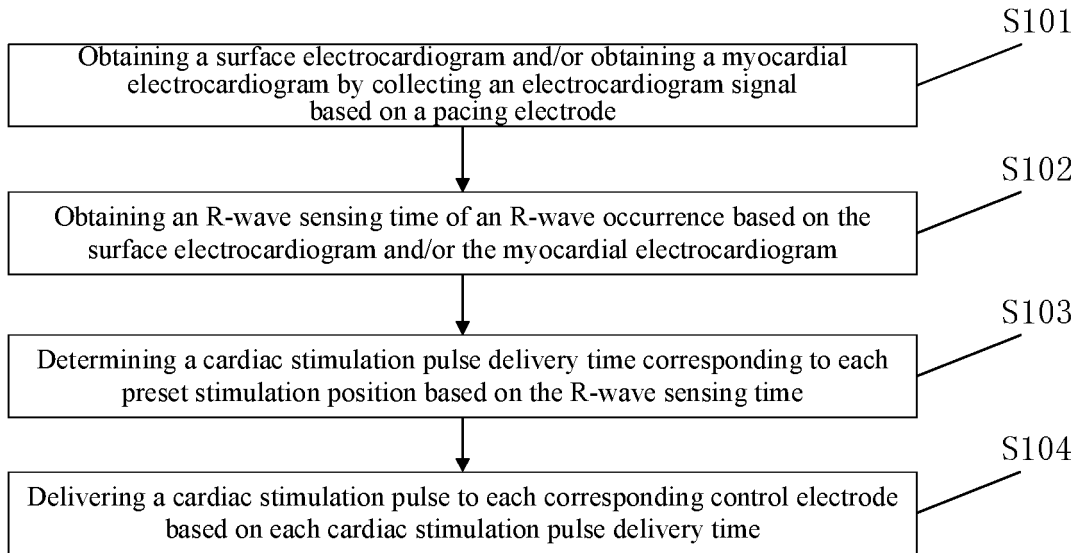 S101
Obtaining a surface electrocardiogram and/or obtaining a myocardial
electrocardiogram by collecting an electrocardiogram signal
based on a pacing electrode
S102
Obtaining an R-wave sensing time of an R-wave occurrence based on the
surface electrocardiogram and/or the myocardial electrocardiogram
S103
Determining a cardiac stimulation pulse delivery time corresponding to each
preset stimulation position based on the R-wave sensing time
S104
Delivering a cardiac stimulation pulse to each corresponding control electrode
based on each cardiac stimulation pulse delivery time